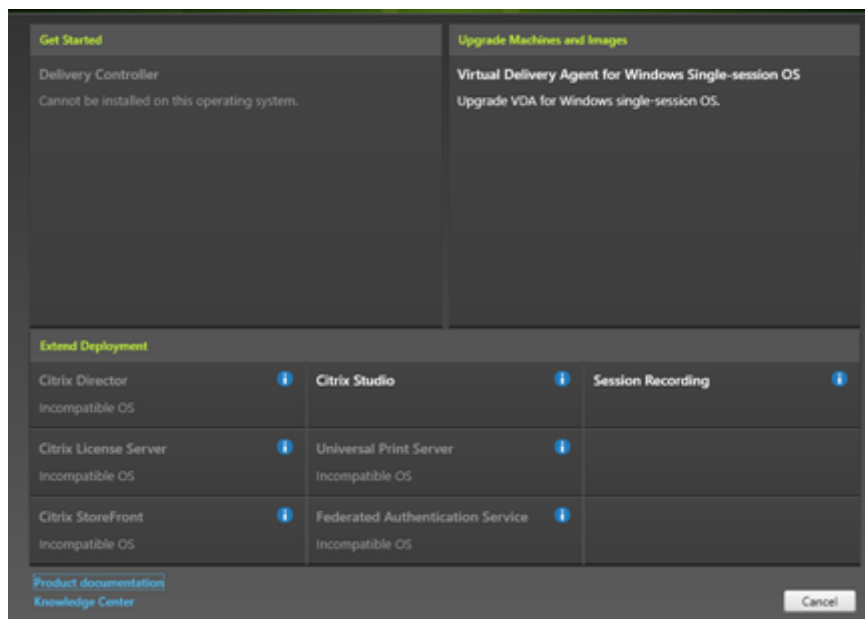 Get Started
Delivery Controller
Cannot be installed on this operating system.
Upgrade Machines and Images
Virtual Delivery Agent for Windows Single-session OS
Upgrade VDA for Windows single-session OS.
Extend Deployment
Citrix Director
Incompatible OS
Citrix Studio
Session Recording
Citrix License Server
Incompatible OS
Universal Print Server
Incompatible OS
Citrix StoreFront
Incompatible OS
Federated Authentication Service
Incompatible OS
Product documentation
Knowledge Center
Cancel